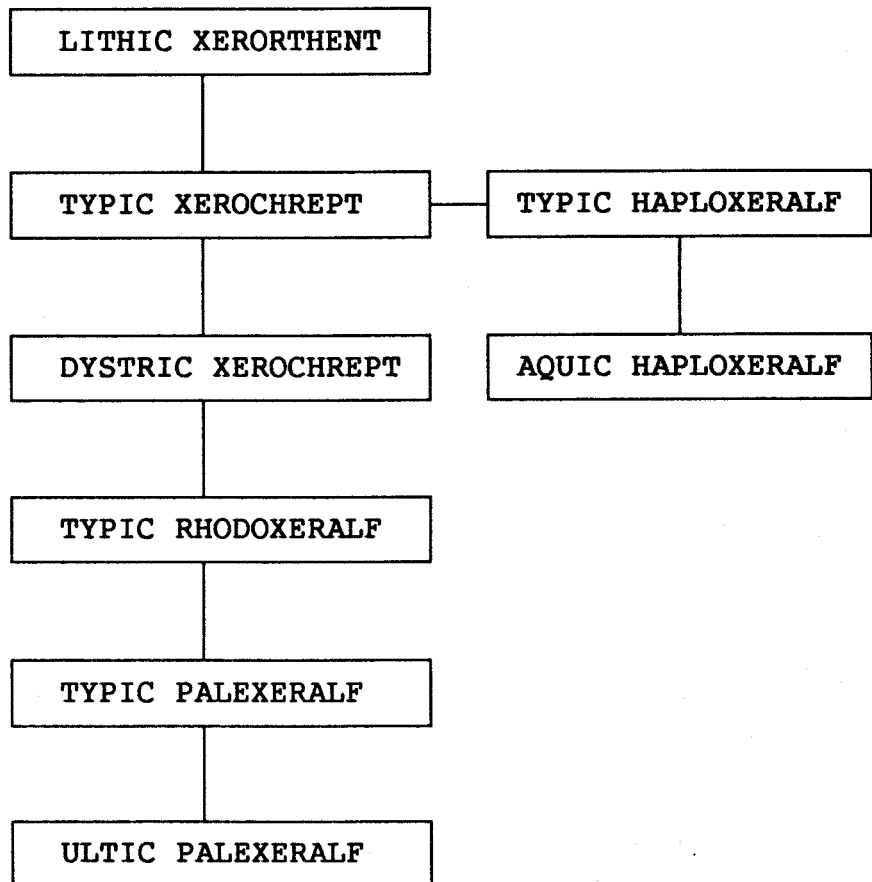 LITHIC XERORTHENT
TYPIC XEROCHREPT
TYPIC HAPLOXERALF
DYSTRIC XEROCHREPT
AQUIC HAPLOXERALF
TYPIC RHODOXERALF
TYPIC PALEXERALF
ULTIC PALEXERALF